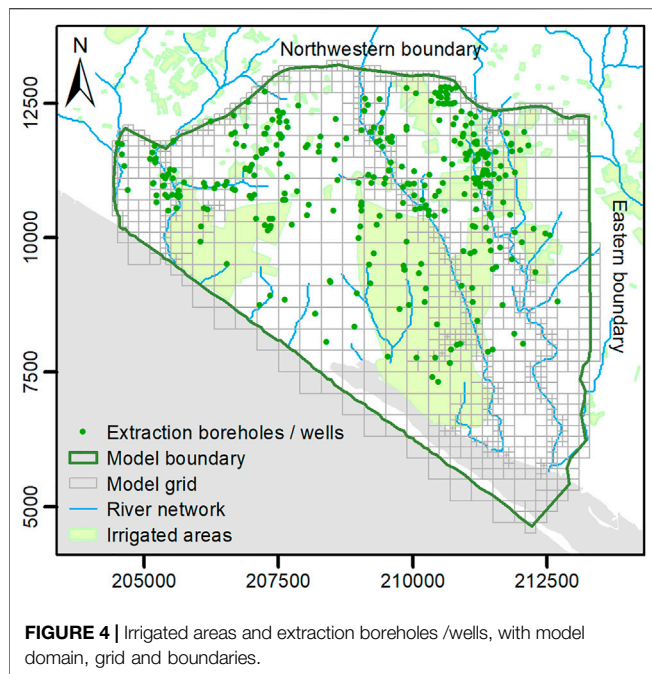 N
Northwestern boundary
12500
10000
7500
5000
Eastern boundary
Extraction boreholes / wells
Model boundary
Model grid
River network
Irrigated areas
205000 207500 210000 212500
FIGURE 4 | Irrigated areas and extraction boreholes /wells, with model
domain, grid and boundaries.